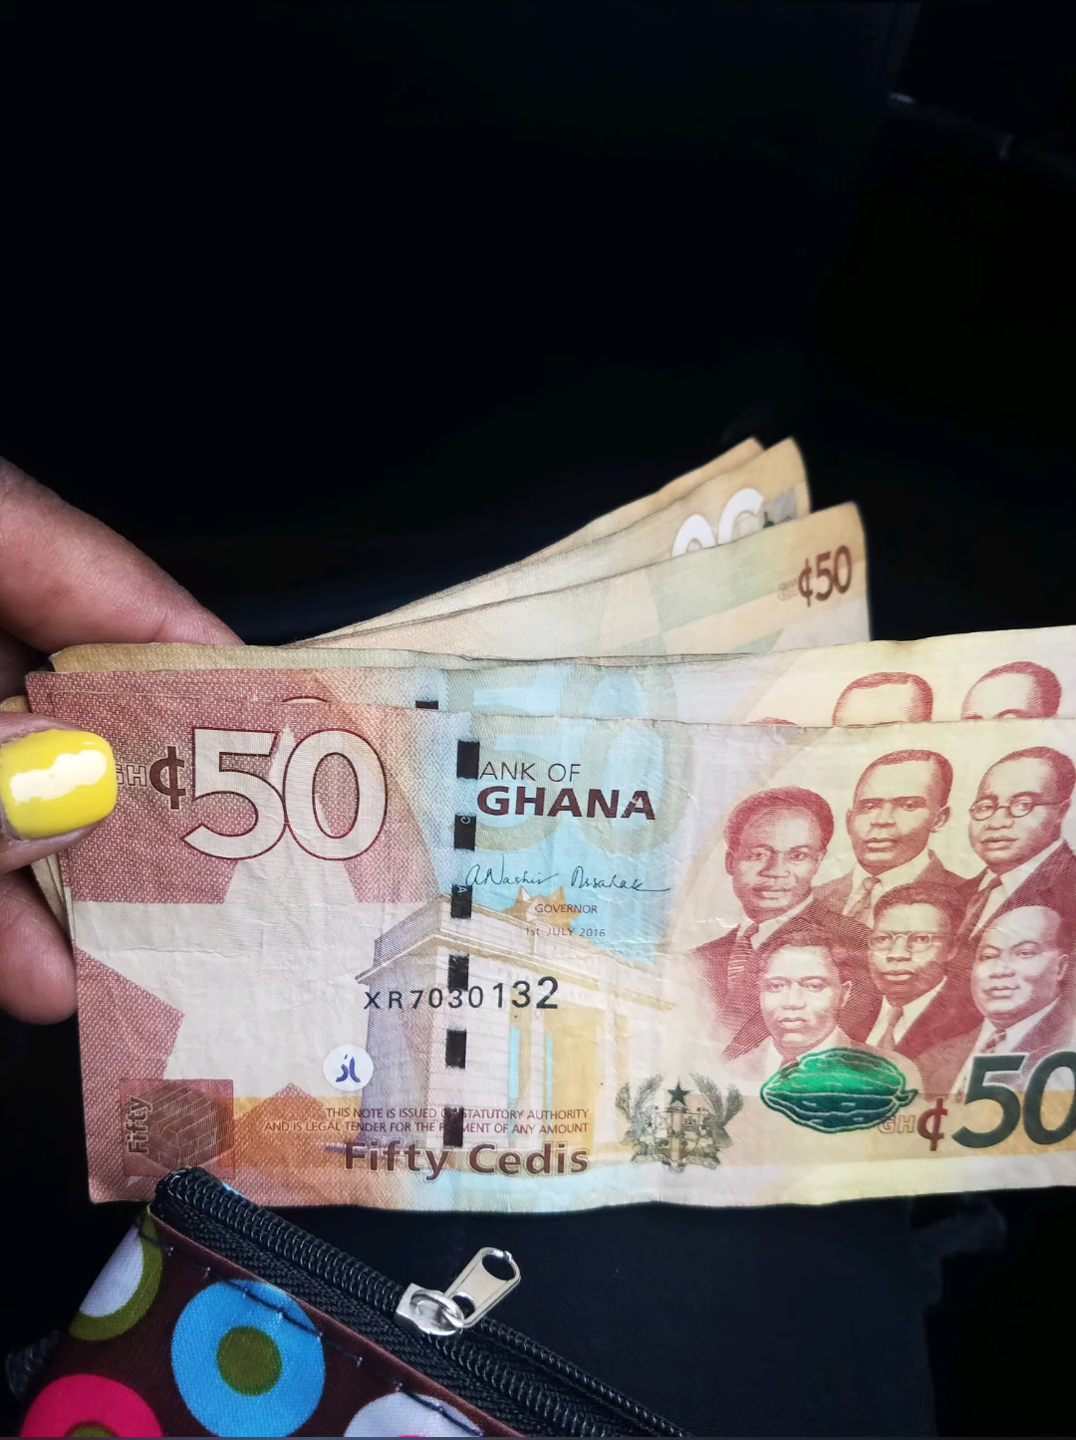 ¢50
GH¢50
ANK OF
GHANA
GOVERNOR
1st JULY 2016
XR7030132
THIS NOTE IS ISSUED STATUTORY AUTHORITY
AND IS LEGAL TENDER FOR THE MENT OF ANY AMOUNT
Fifty
Fifty Cedis
GH¢50